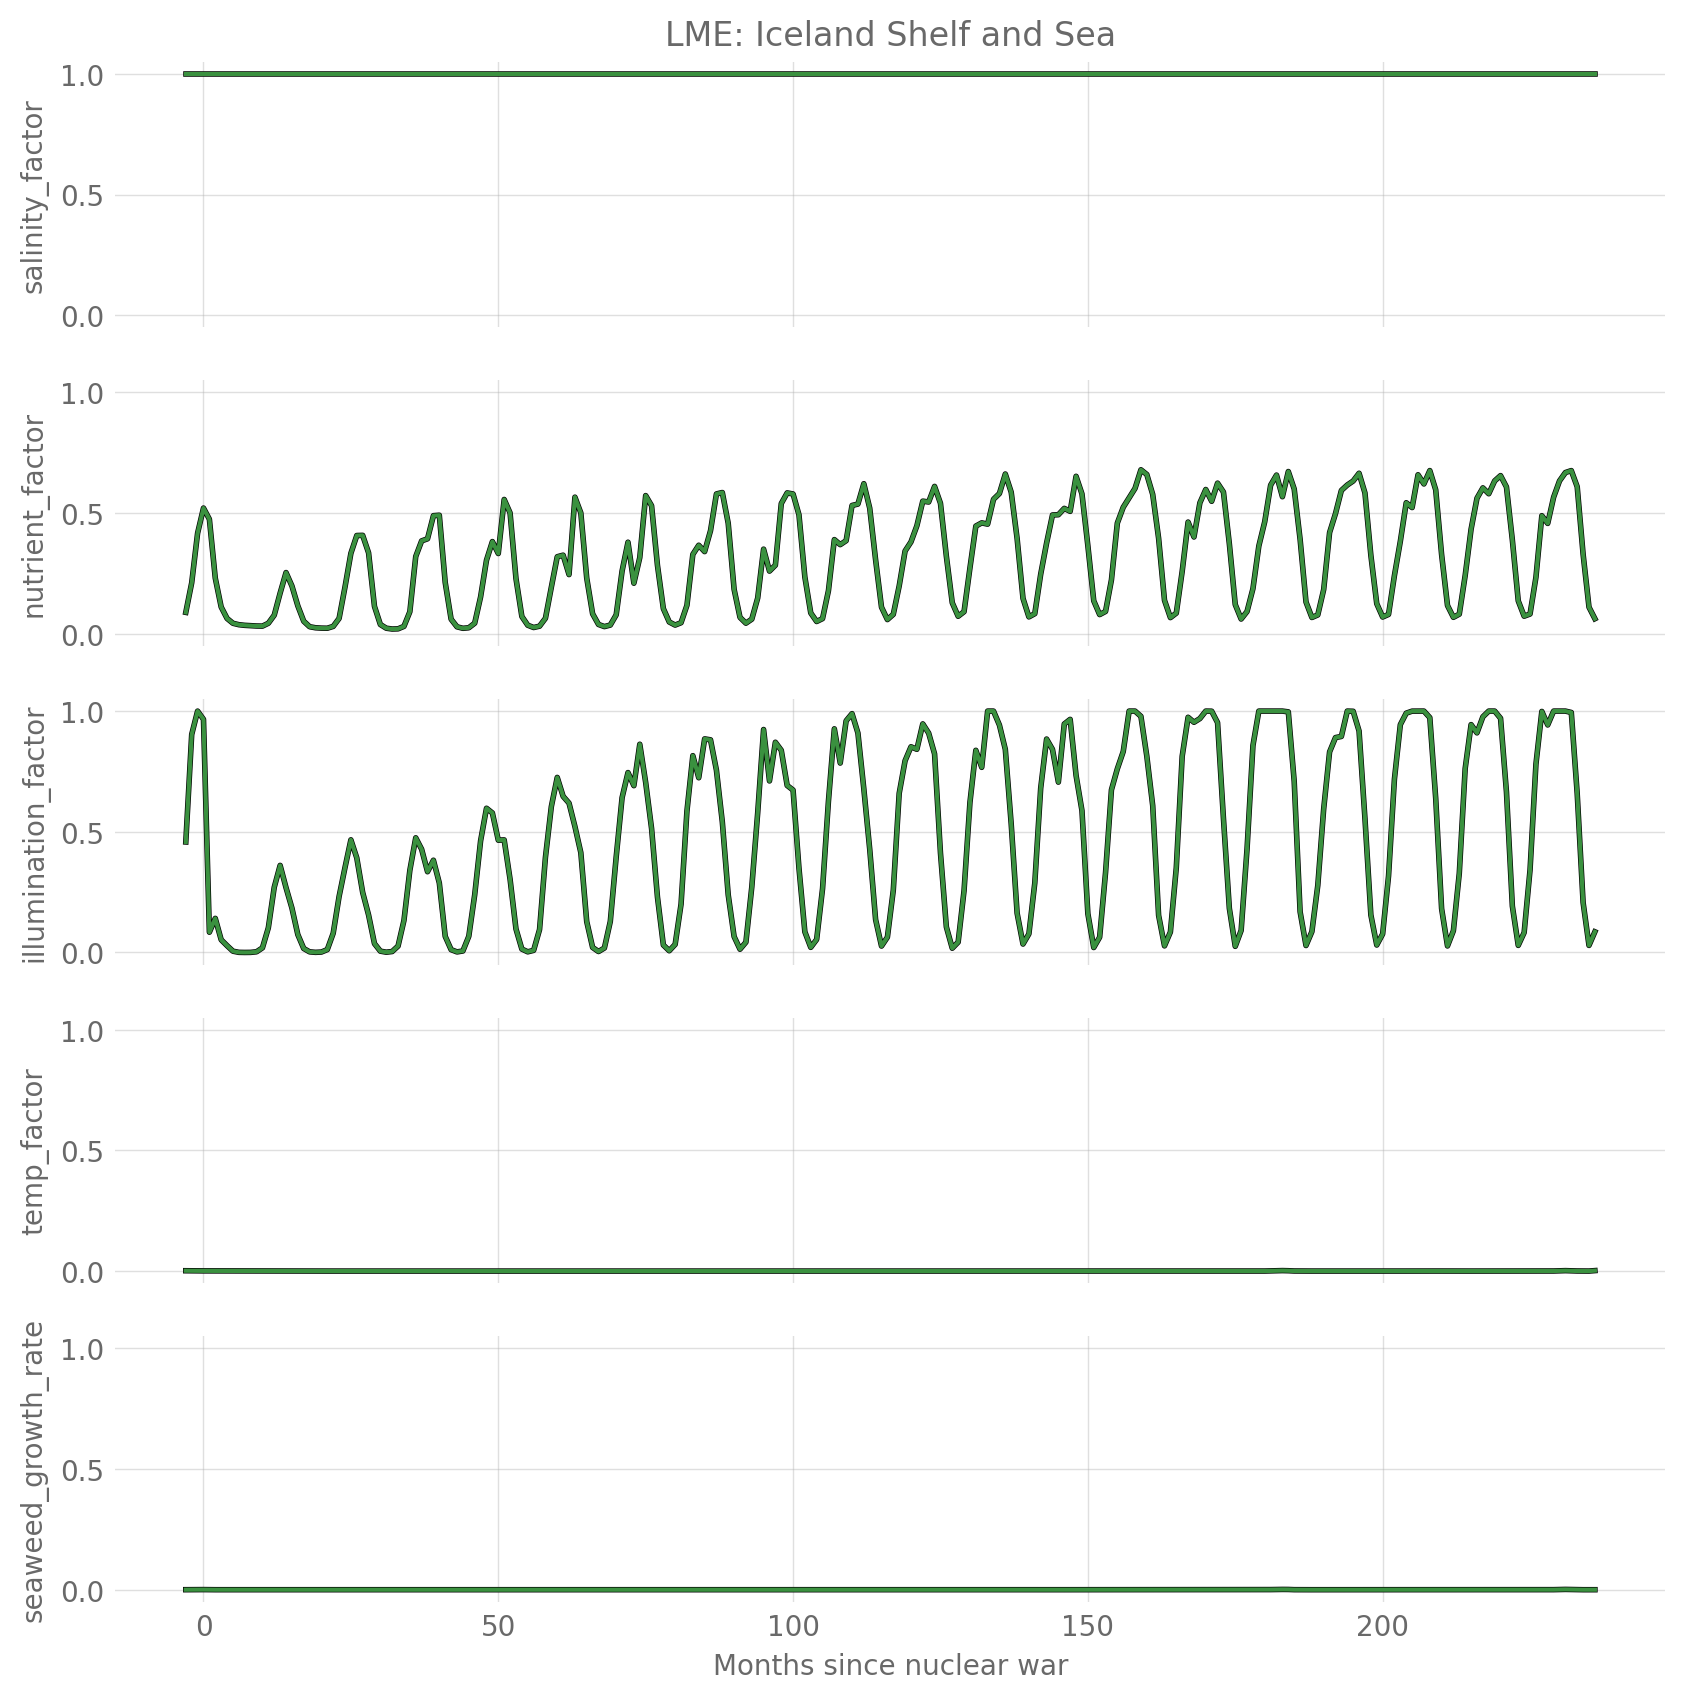 LME: Iceland Shelf and Sea
1.0
0.5
0.0
salinity_factor
1.0
0.5
0.0
nutrient_factor
1.0
0.5
0.0
illumination_factor
1.0
0.5
0.0
temp_factor
1.0
0.5
0.0
seaweed_growth_rate
0 50 100 150 200
Months since nuclear war